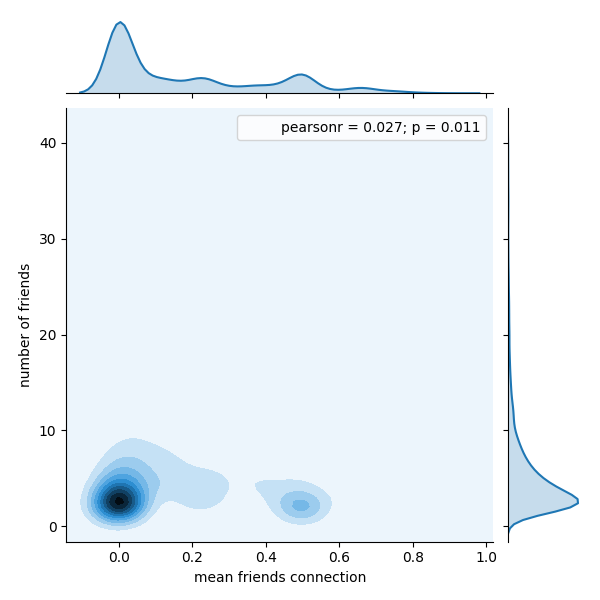 pearsonr = 0.027; p = 0.011
40
30
20
10
0
number of friends
0.0 0.2 0.4 0.6 0.8 1.0
mean friends connection